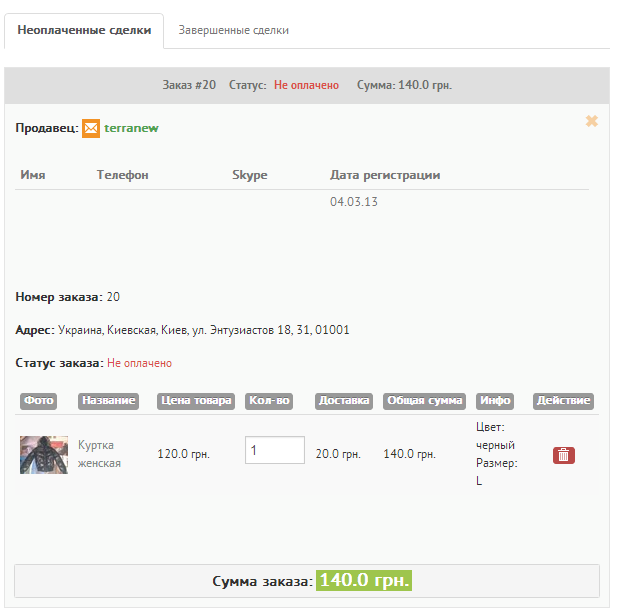 Неоплаченные сделки Завершенные сделки
Заказ #20 Статус: Не оплачено Сумма: 140.0 грн.
Продавец: terranew
Имя Телефон Skype Дата регистрации
04.03.13
Номер заказа: 20
Адрес: Украина, Киевская, Киев, ул. Энтузиастов 18, 31, 01001
Статус заказа: Не оплачено
Фото Название Цена товара Кол-во Доставка Общая сумма Инфо Действие
Куртка
женская
120.0 грн. 1 20.0 грн. 140.0 грн.
Цвет:
черный
Размер:
L
Сумма заказа: 140.0 грн.